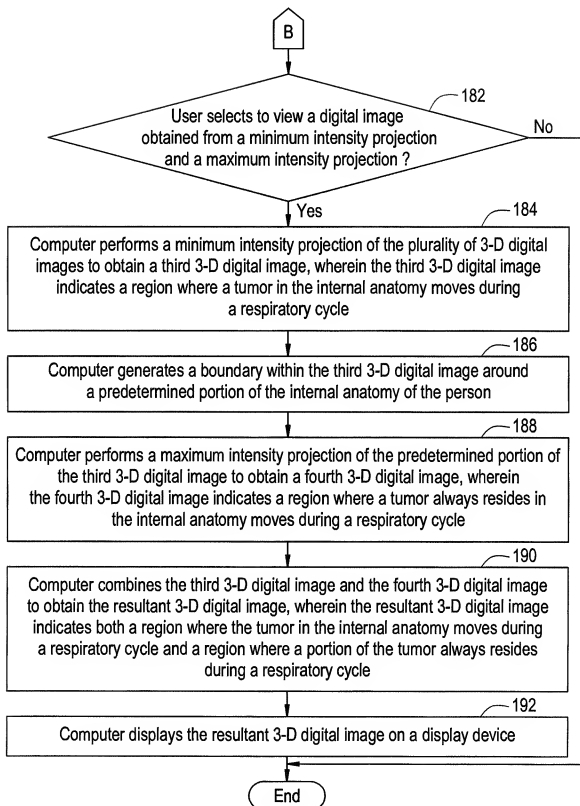 B
182
User selects to view a digital image
obtained from a minimum intensity projection
and a maximum intensity projection ?
No
Yes
184
Computer performs a minimum intensity projection of the plurality of 3-D digital
images to obtain a third 3-D digital image, wherein the third 3-D digital image
indicates a region where a tumor in the internal anatomy moves during
a respiratory cycle
186
Computer generates a boundary within the third 3-D digital image around
a predetermined portion of the internal anatomy of the person
188
Computer performs a maximum intensity projection of the predetermined portion of
the third 3-D digital image to obtain a fourth 3-D digital image, wherein
the fourth 3-D digital image indicates a region where a tumor always resides in
the internal anatomy moves during a respiratory cycle
190
Computer combines the third 3-D digital image and the fourth 3-D digital image
to obtain the resultant 3-D digital image, wherein the resultant 3-D digital image
indicates both a region where the tumor in the internal anatomy moves during
a respiratory cycle and a region where a portion of the tumor always resides
during a respiratory cycle
192
Computer displays the resultant 3-D digital image on a display device
End